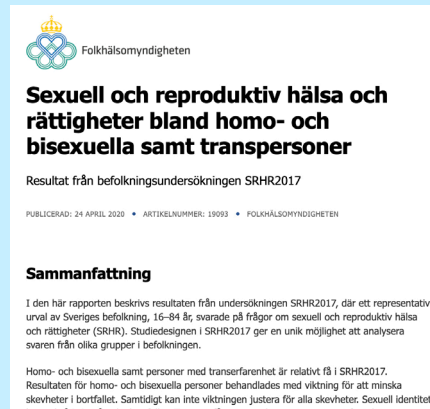 Folkhälsomyndigheten
Sexuell och reproduktiv hälsa och
rättigheter bland homo- och
bisexuella samt transpersoner
Resultat från befolkningsundersökningen SRHR2017
PUBLICERAD: 24 APRIL 2020 ◆ ARTIKELNUMMER: 19093 ◆ FOLKHÄLSOMYNDIGHETEN
Sammanfattning
I den här rapporten beskrivs resultaten från undersökningen SRHR2017, där ett representativt
urval av Sveriges befolkning, 16–84 år, svarade på frågor om sexuell och reproduktiv hälsa
och rättigheter (SRHR). Studiedesignen i SRHR2017 ger en unik möjlighet att analysera
svaren från olika grupper i befolkningen.
Homo- och bisexuella samt personer med transerfarenhet är relativt få i SRHR2017.
Resultaten för homo- och bisexuella personer behandlades med viktning för att minska
skevheter i bortfallet. Samtidigt kan inte viktningen justera för alla skevheter. Sexuell identitet